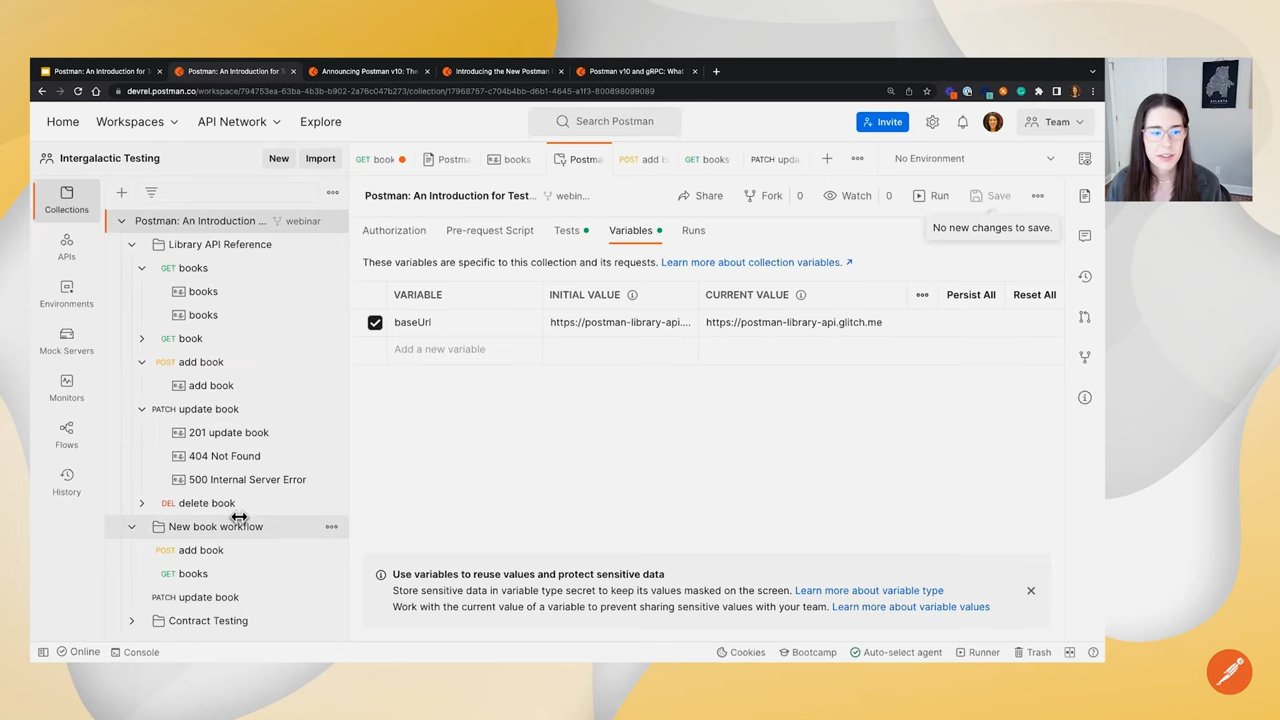 Postman: An Introduction for T
Postman: An Introduction for T
Announcing Postman v10: The
Introducing the New Postman
Postman v10 and gRPC: What
devrel.postman.co/workspace/794753ea-63ba-4b3b-b902-2a76c047b273/collection/17968757-c704b4bb-d6b1-4645-a1f3-800898099089
Home Workspaces API Network Explore Search Postman Invite Team
Intergalactic Testing New Import
GET book Postma books Postma POST add b GET books PATCH upda No Environment
Collections
APIs
Environments
Mock Servers
Monitors
Flows
History
Postman: An Introduction ... webinar
Library API Reference
GET books
books
books
GET book
POST add book
add book
PATCH update book
201 update book
404 Not Found
500 Internal Server Error
DEL delete book
New book workflow
POST add book
GET books
PATCH update book
Contract Testing
Postman: An Introduction for Test... webin... Share Fork 0 Watch 0 Run Save
No new changes to save.
Authorization Pre-request Script Tests Variables Runs
These variables are specific to this collection and its requests. Learn more about collection variables. ↗
VARIABLE INITIAL VALUE CURRENT VALUE Persist All Reset All
baseUrl https://postman-library-api.... https://postman-library-api.glitch.me
Add a new variable
Use variables to reuse values and protect sensitive data
Store sensitive data in variable type secret to keep its values masked on the screen. Learn more about variable type
Work with the current value of a variable to prevent sharing sensitive values with your team. Learn more about variable values
Online Console Cookies Bootcamp Auto-select agent Runner Trash
ATLANTA